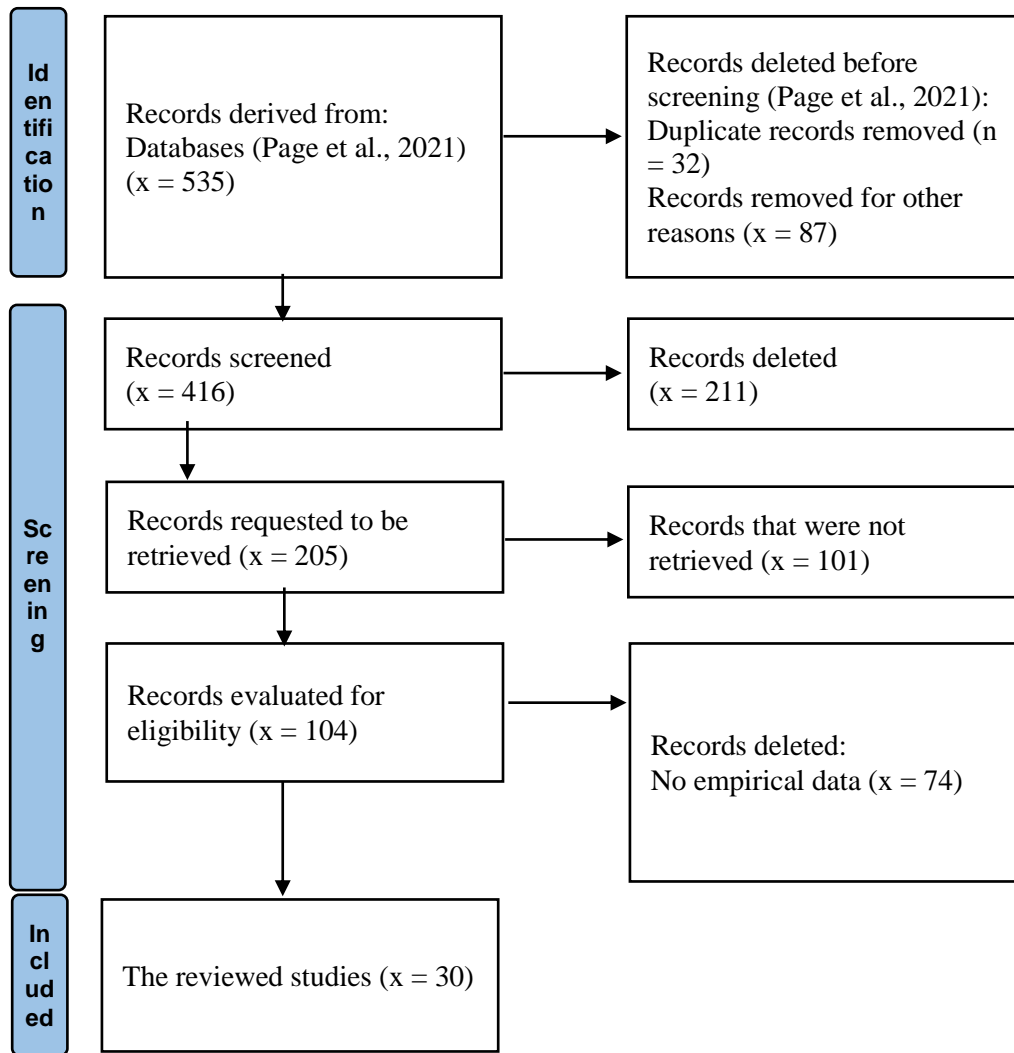 Id
en
tifi
ca
tio
n
Records derived from:
Databases (Page et al., 2021)
(x = 535)
Records deleted before
screening (Page et al., 2021):
Duplicate records removed (n
= 32)
Records removed for other
reasons (x = 87)
Sc
re
en
in
g
Records screened
(x = 416)
Records deleted
(x = 211)
Records requested to be
retrieved (x = 205)
Records that were not
retrieved (x = 101)
Records evaluated for
eligibility (x = 104)
Records deleted:
No empirical data (x = 74)
In
cl
ud
ed
The reviewed studies (x = 30)